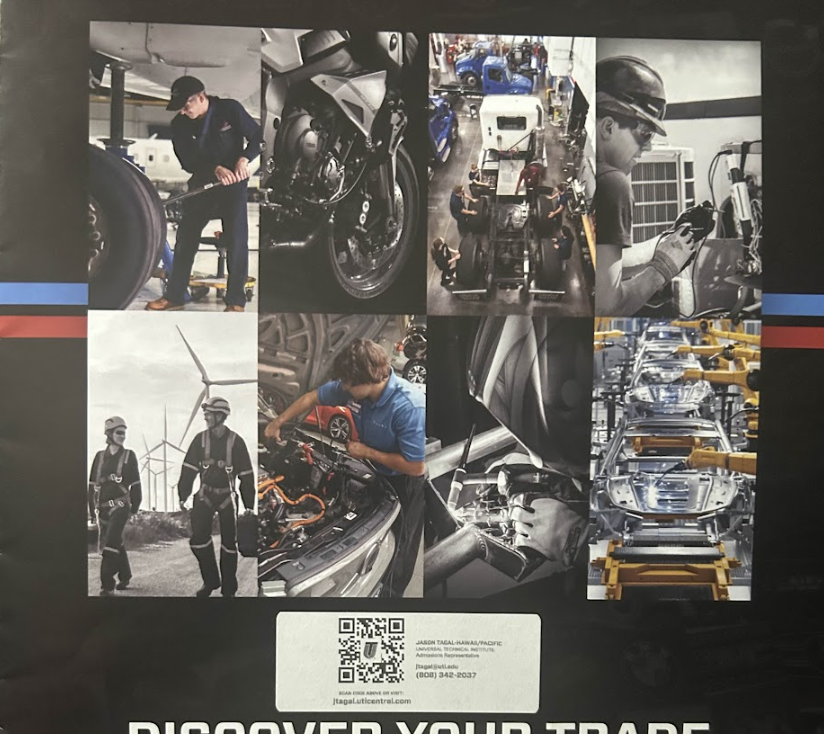 JASON TAGAL-HAWAII/PACIFIC
UNIVERSAL TECHNICAL INSTITUTE
Admissions Representative
jtagal@uti.edu
(808) 342-2037
SCAN CODE ABOVE OR VISIT:
jtagal.uticentral.com
DISCOVER YOUR TRADE